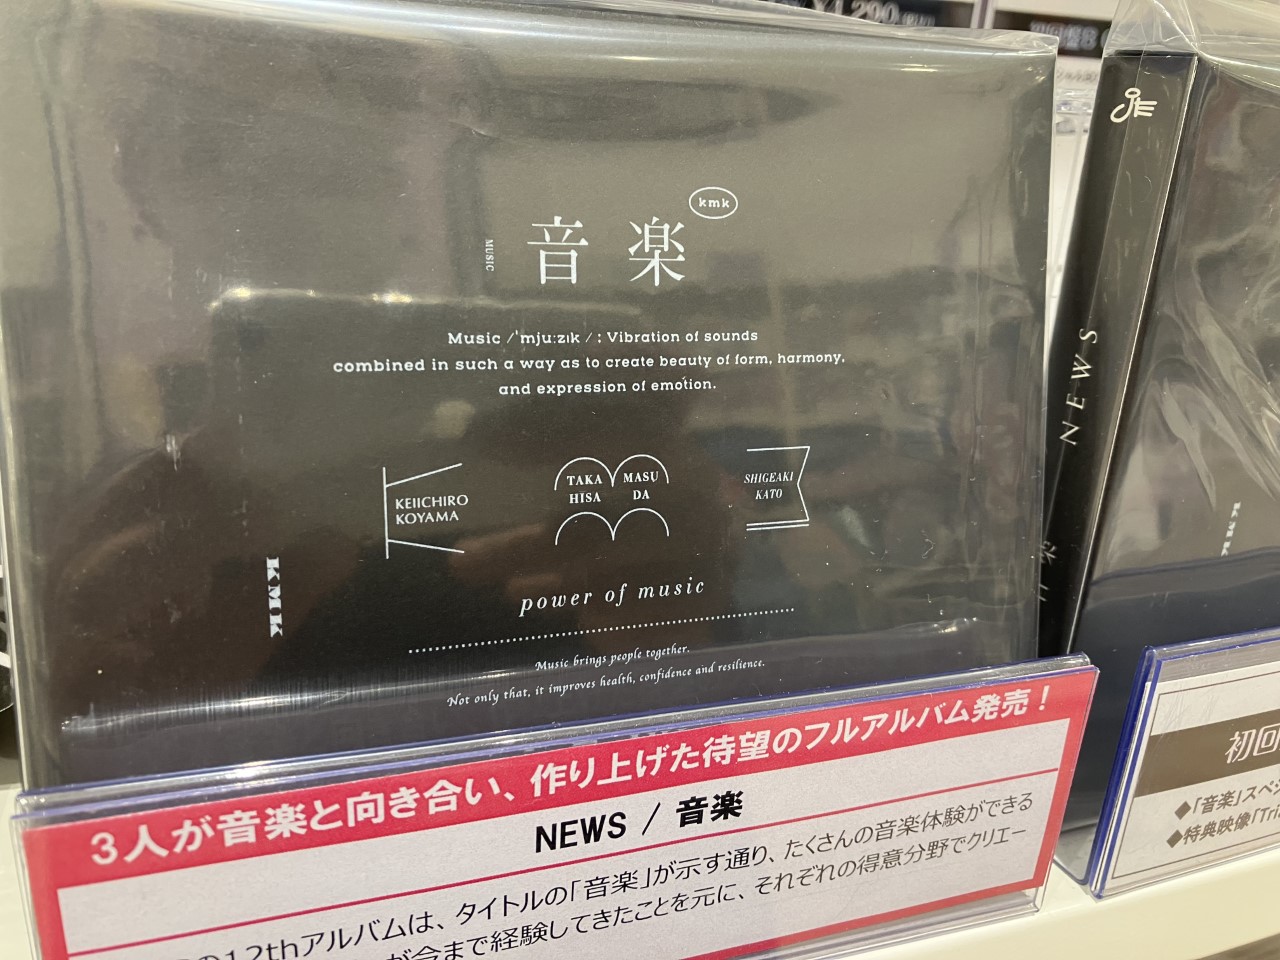 ¥1,290
kmk
MUSIC
音楽
Music /ˈmjuːzɪk / ; Vibration of sounds
combined in such a way as to create beauty of form, harmony,
and expression of emotion.
KEIICHIRO
KOYAMA
TAKA
HISA
MASU
DA
SHIGEAKI
KATO
KMK
power of music
Music brings people together.
Not only that, it improves health, confidence and resilience.
3人が音楽と向き合い、作り上げた待望のフルアルバム発売！
NEWS / 音楽
の12thアルバムは、タイトルの「音楽」が示す通り、たくさんの音楽体験ができる
が今まで経験してきたことを元に、それぞれの得意分野でクリエー
NEWS
音楽
KMK
初回
◆「音楽」スペシ
◆特典映像「Tri